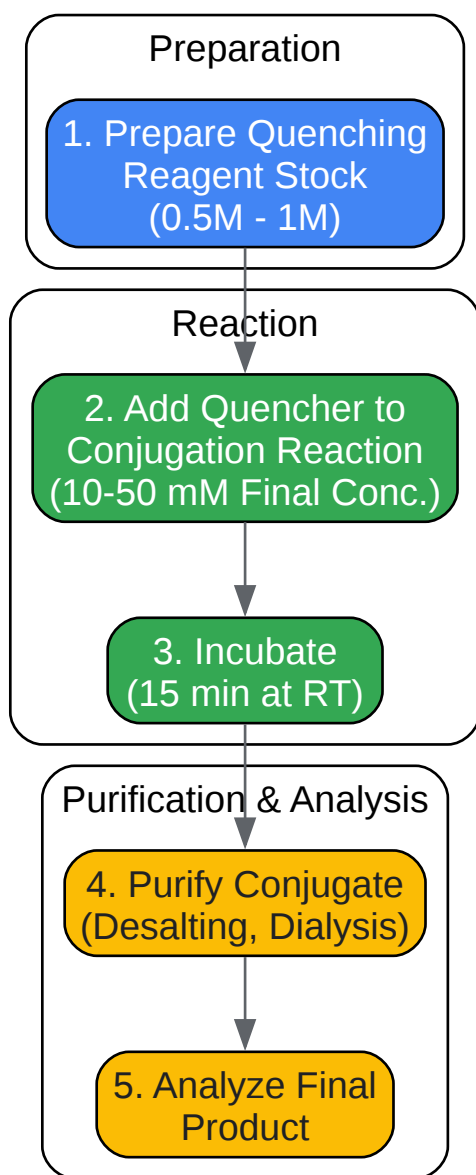 Preparation
1. Prepare Quenching
Reagent Stock
(0.5M - 1M)
Reaction
2. Add Quencher to
Conjugation Reaction
(10-50 mM Final Conc.)
3. Incubate
(15 min at RT)
Purification & Analysis
4. Purify Conjugate
(Desalting, Dialysis)
5. Analyze Final
Product